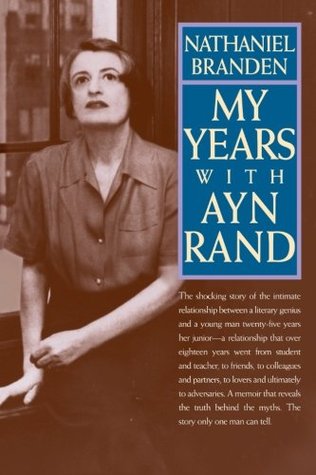 NATHANIEL
BRANDEN
MY
YEARS
WITH
AYN
RAND
The shocking story of the intimate
relationship between a literary genius
and a young man twenty-five years
her junior—a relationship that over
eighteen years went from student
and teacher, to friends, to colleagues
and partners, to lovers and ultimately
to adversaries. A memoir that reveals
the truth behind the myths. The
story only one man can tell.